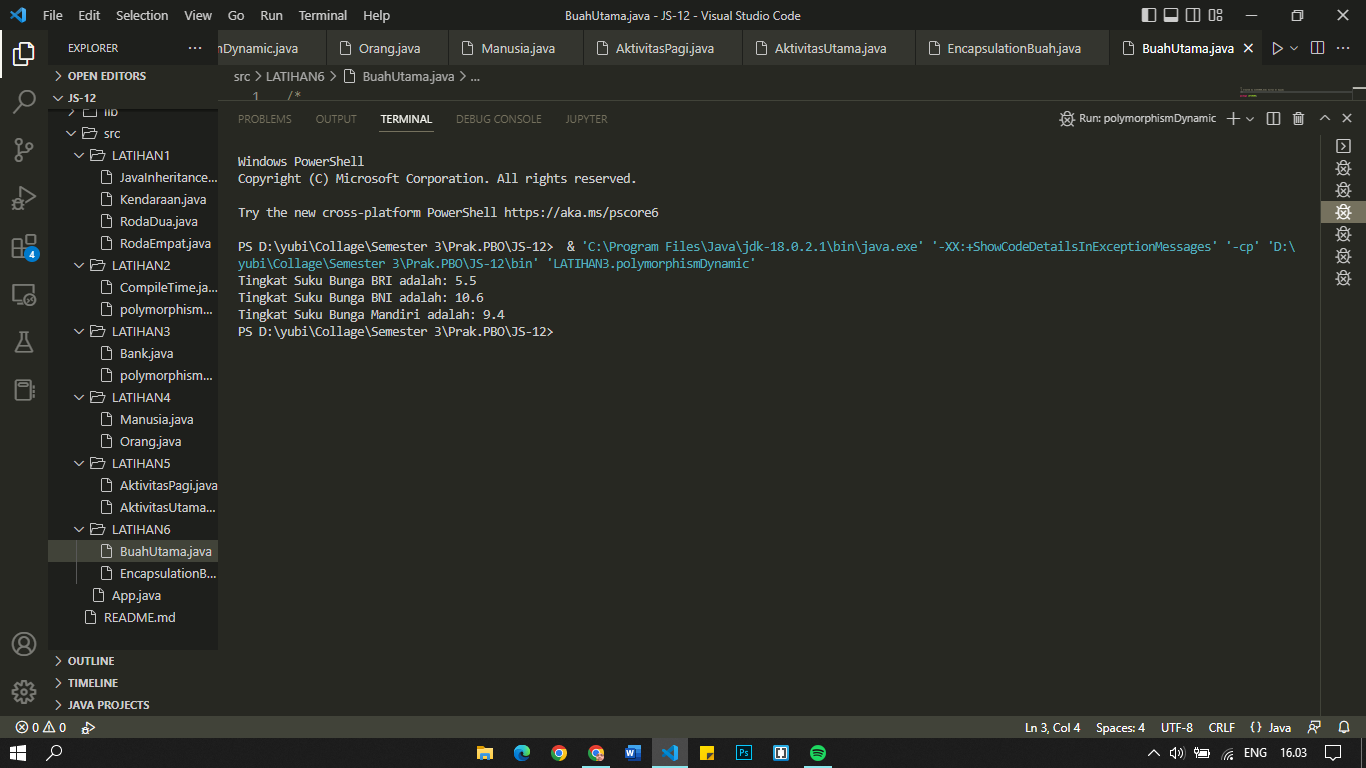 File Edit Selection View Go Run Terminal Help
BuahUtama.java - JS-12 - Visual Studio Code
EXPLORER
OPEN EDITORS
JS-12
lib
src
LATIHAN1
JavaInheritance...
Kendaraan.java
RodaDua.java
RodaEmpat.java
LATIHAN2
CompileTime.ja...
polymorphism...
LATIHAN3
Bank.java
polymorphism...
LATIHAN4
Manusia.java
Orang.java
LATIHAN5
AktivitasPagi.java
AktivitasUtama...
LATIHAN6
BuahUtama.java
EncapsulationB...
App.java
README.md
OUTLINE
TIMELINE
JAVA PROJECTS
4
nDynamic.java Orang.java Manusia.java AktivitasPagi.java AktivitasUtama.java EncapsulationBuah.java BuahUtama.java
src > LATIHAN6 > BuahUtama.java > ...
1 /*
PROBLEMS OUTPUT TERMINAL DEBUG CONSOLE JUPYTER
Run: polymorphismDynamic
Windows PowerShell
Copyright (C) Microsoft Corporation. All rights reserved.
Try the new cross-platform PowerShell https://aka.ms/pscore6
PS D:\yubi\Collage\Semester 3\Prak.PBO\JS-12> & 'C:\Program Files\Java\jdk-18.0.2.1\bin\java.exe' '-XX:+ShowCodeDetailsInExceptionMessages' '-cp' 'D:\
yubi\Collage\Semester 3\Prak.PBO\JS-12\bin' 'LATIHAN3.polymorphismDynamic'
Tingkat Suku Bunga BRI adalah: 5.5
Tingkat Suku Bunga BNI adalah: 10.6
Tingkat Suku Bunga Mandiri adalah: 9.4
PS D:\yubi\Collage\Semester 3\Prak.PBO\JS-12>
0 0
Ln 3, Col 4 Spaces: 4 UTF-8 CRLF {} Java
ENG 16.03